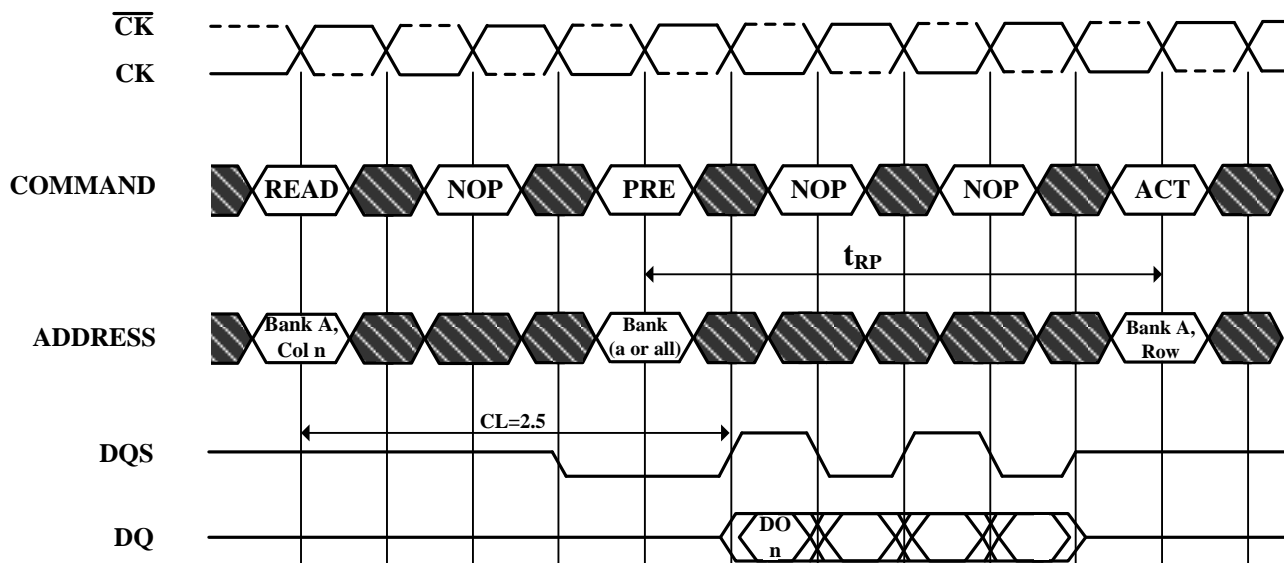 CK
CK
COMMAND
READ
NOP
PRE
NOP
NOP
ACT
tRP
ADDRESS
Bank A,
Col n
Bank
(a or all)
Bank A,
Row
CL=2.5
DQS
DQ
DO
n